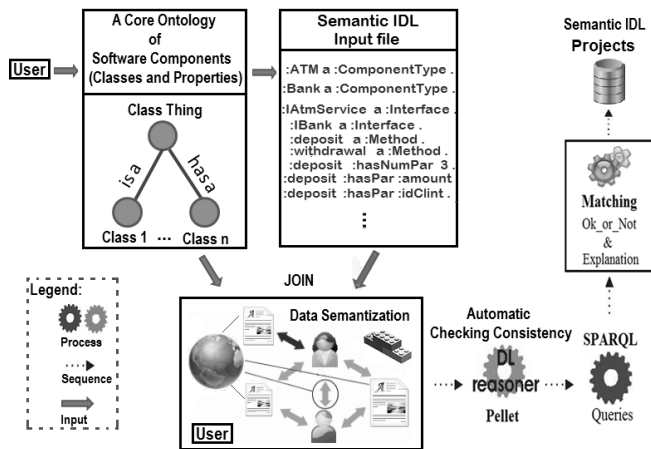 User
A Core Ontology
of
Software Components
(Classes and Properties)
Class Thing
is a
has a
Class 1 ... Class n
Semantic IDL
Input file
:ATM a :ComponentType .
:Bank a :ComponentType .
:IAtmService a :Interface .
:IBank a :Interface .
:deposit a :Method .
:withdrawal a :Method .
:deposit :hasNumPar 3 .
:deposit :hasPar :amount
:deposit :hasPar :idClint .
...
Semantic IDL
Projects
Matching
Ok_or_Not
&
Explanation
JOIN
Legend:
Process
Sequence
Input
Data Semantization
User
Automatic
Checking Consistency
DL
reasoner
Pellet
SPARQL
Queries